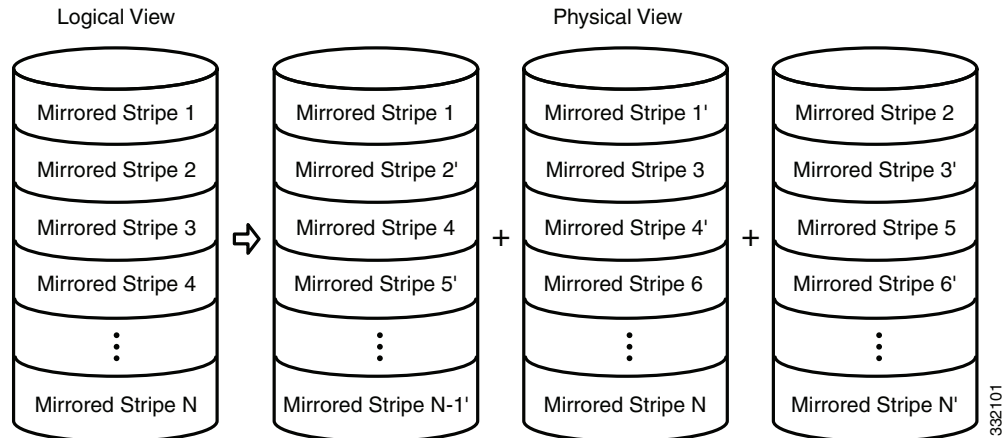 Logical View
Physical View
Mirrored Stripe 1
Mirrored Stripe 2
Mirrored Stripe 3
Mirrored Stripe 4
Mirrored Stripe N
Mirrored Stripe 1
Mirrored Stripe 2'
Mirrored Stripe 4
Mirrored Stripe 5'
Mirrored Stripe N-1'
+
Mirrored Stripe 1'
Mirrored Stripe 3
Mirrored Stripe 4'
Mirrored Stripe 6
Mirrored Stripe N
+
Mirrored Stripe 2
Mirrored Stripe 3'
Mirrored Stripe 5
Mirrored Stripe 6'
Mirrored Stripe N'
332101